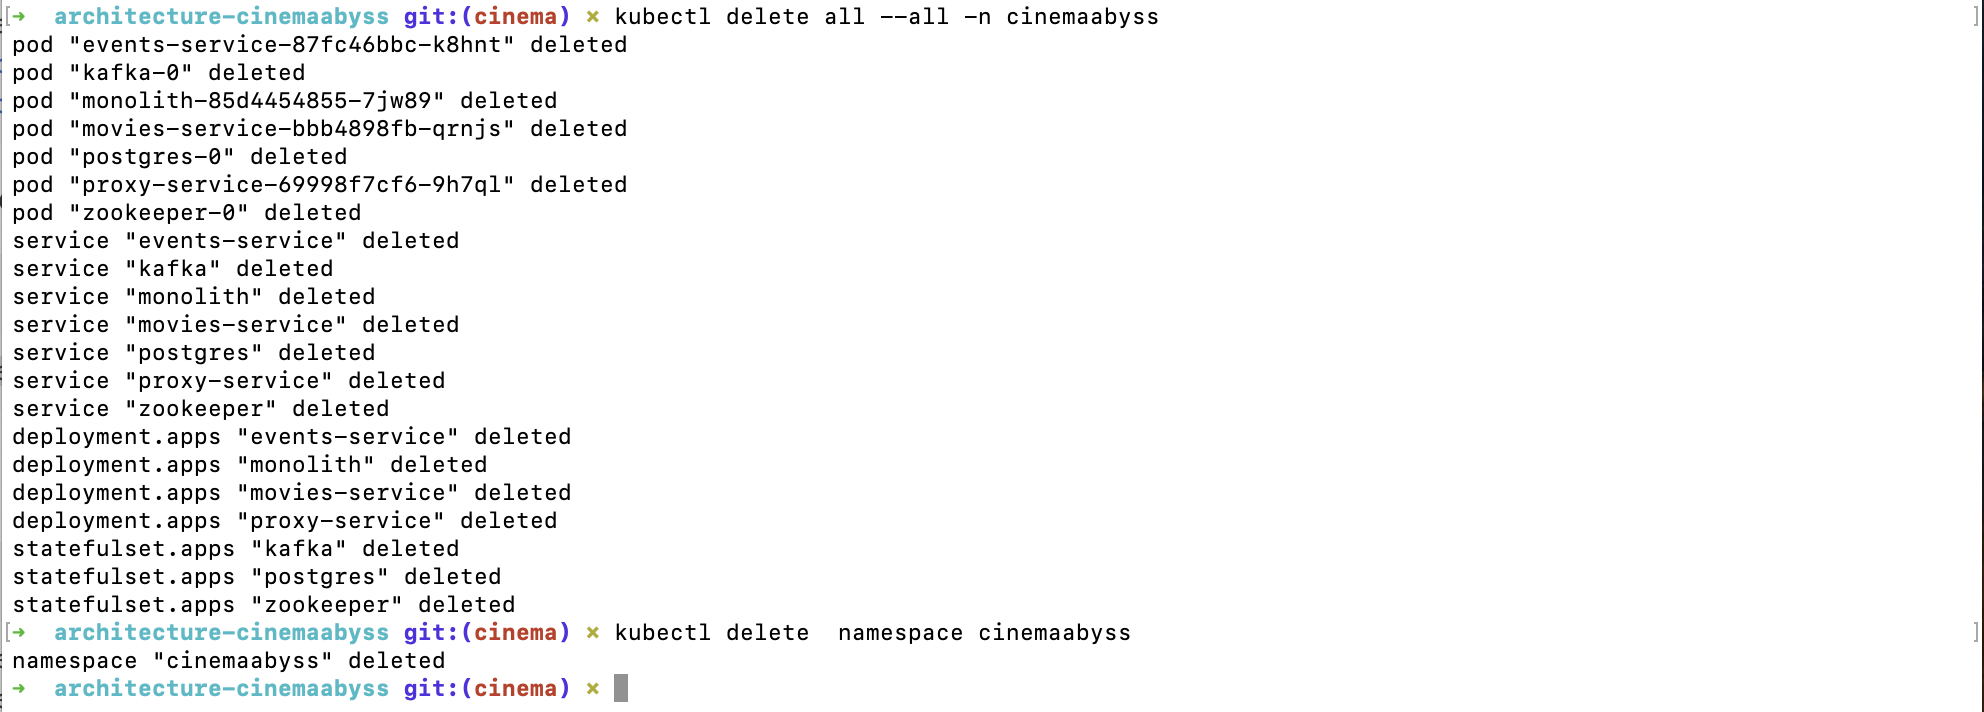 [➜  architecture-cinemaabyss git:(cinema) ✗ kubectl delete all --all -n cinemaabyss ]
pod "events-service-87fc46bbc-k8hnt" deleted
pod "kafka-0" deleted
pod "monolith-85d4454855-7jw89" deleted
pod "movies-service-bbb4898fb-qrnjs" deleted
pod "postgres-0" deleted
pod "proxy-service-69998f7cf6-9h7ql" deleted
pod "zookeeper-0" deleted
service "events-service" deleted
service "kafka" deleted
service "monolith" deleted
service "movies-service" deleted
service "postgres" deleted
service "proxy-service" deleted
service "zookeeper" deleted
deployment.apps "events-service" deleted
deployment.apps "monolith" deleted
deployment.apps "movies-service" deleted
deployment.apps "proxy-service" deleted
statefulset.apps "kafka" deleted
statefulset.apps "postgres" deleted
statefulset.apps "zookeeper" deleted
[➜  architecture-cinemaabyss git:(cinema) ✗ kubectl delete  namespace cinemaabyss ]
namespace "cinemaabyss" deleted
➜  architecture-cinemaabyss git:(cinema) ✗